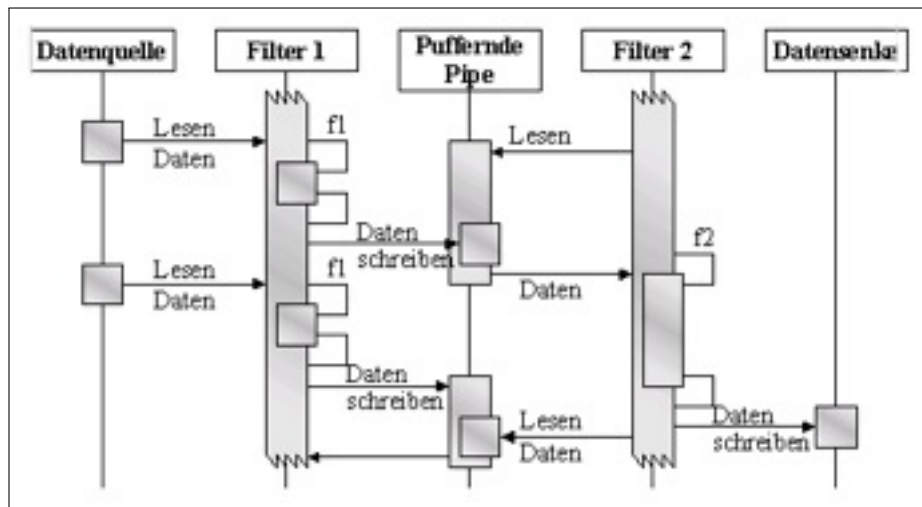 Datenquelle
Filter 1
Puffernde
Pipe
Filter 2
Datensenke
Lesen
Daten
f1
Lesen
Daten
schreiben
f2
Lesen
Daten
f1
Daten
Daten
schreiben
Lesen
Daten
Daten
schreiben